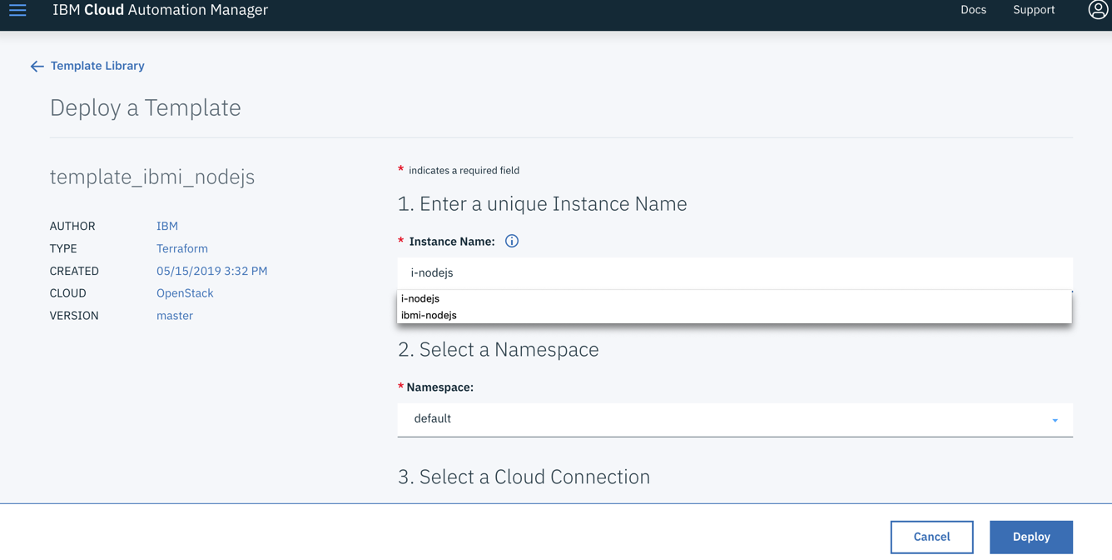 IBM Cloud Automation Manager
Docs
Support
Template Library
Deploy a Template
template_ibmi_nodejs
AUTHOR IBM
TYPE Terraform
CREATED 05/15/2019 3:32 PM
CLOUD OpenStack
VERSION master
* indicates a required field
1. Enter a unique Instance Name
* Instance Name:
i-nodejs
i-nodejs
ibmi-nodejs
2. Select a Namespace
* Namespace:
default
3. Select a Cloud Connection
Cancel
Deploy